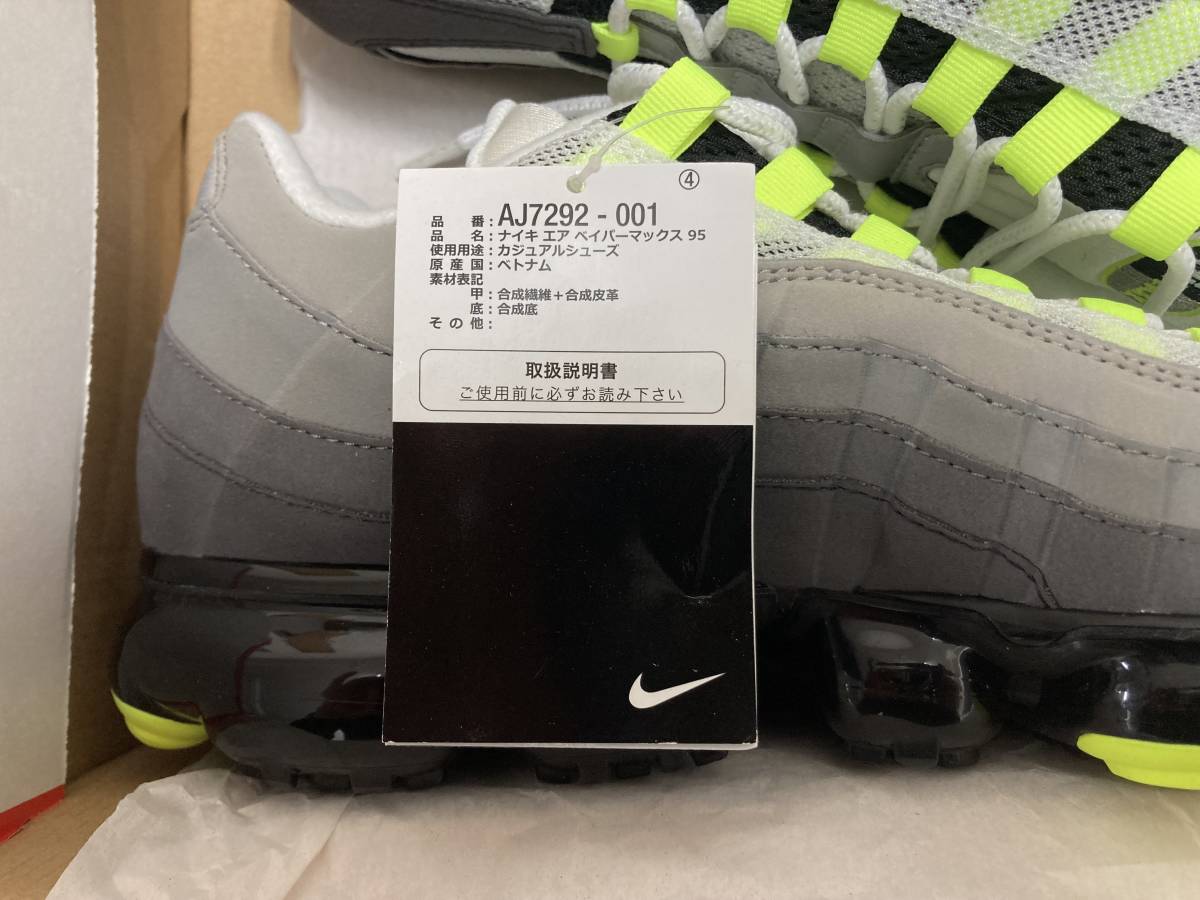 ④
品番：AJ7292 - 001
品名：ナイキ エア ベイパーマックス 95
使用用途：カジュアルシューズ
原産国：ベトナム
素材表記
甲：合成繊維＋合成皮革
底：合成底
その他：
取扱説明書
ご使用前に必ずお読み下さい